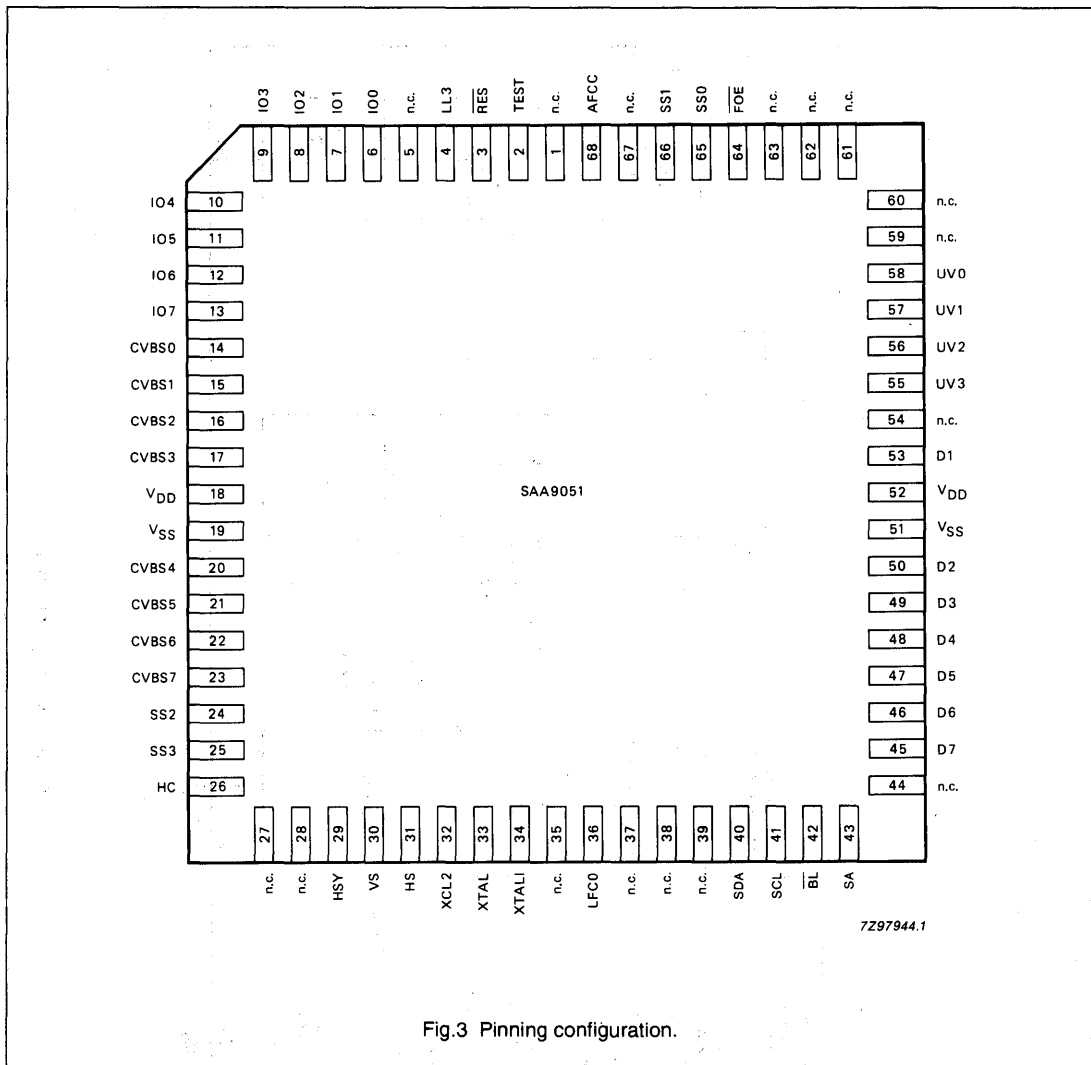 IO3 IO2 IO1 IO0 n.c. LL3 RES TEST n.c. AFCC n.c. SS1 SS0 FOE n.c. n.c. n.c.
9 8 7 6 5 4 3 2 1 68 67 66 65 64 63 62 61
IO4 10 60 n.c.
IO5 11 59 n.c.
IO6 12 58 UV0
IO7 13 57 UV1
CVBS0 14 56 UV2
CVBS1 15 55 UV3
CVBS2 16 54 n.c.
CVBS3 17 53 D1
VDD 18 SAA9051 52 VDD
VSS 19 51 VSS
CVBS4 20 50 D2
CVBS5 21 49 D3
CVBS6 22 48 D4
CVBS7 23 47 D5
SS2 24 46 D6
SS3 25 45 D7
HC 26 44 n.c.
27 28 29 30 31 32 33 34 35 36 37 38 39 40 41 42 43
n.c. n.c. HSY VS HS XCL2 XTAL XTALI n.c. LFC0 n.c. n.c. n.c. SDA SCL BL SA
7Z97944.1
Fig.3 Pinning configuration.